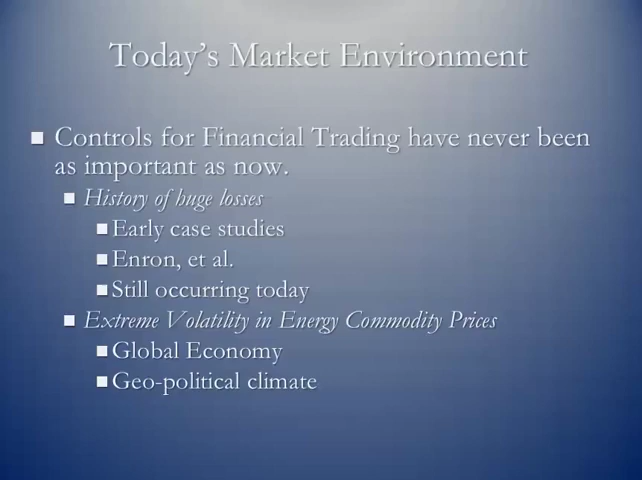 Today's Market Environment
Controls for Financial Trading have never been
as important as now.
History of huge losses
Early case studies
Enron, et al.
Still occurring today
Extreme Volatility in Energy Commodity Prices
Global Economy
Geo-political climate